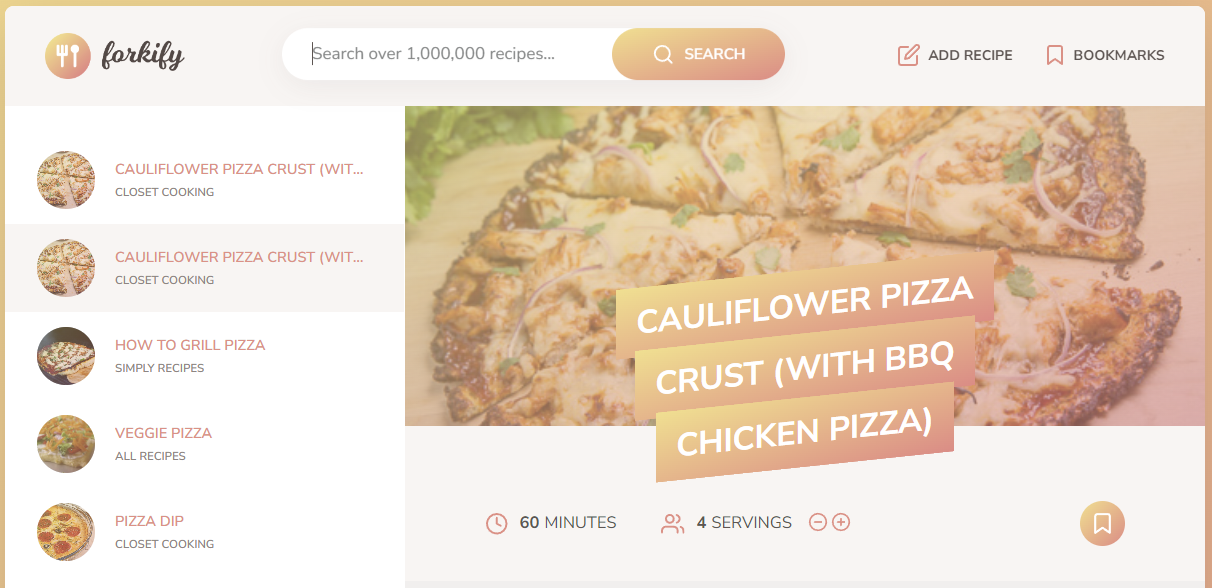 forkify
Search over 1,000,000 recipes...
SEARCH
ADD RECIPE
BOOKMARKS
CAULIFLOWER PIZZA CRUST (WIT...
CLOSET COOKING
CAULIFLOWER PIZZA CRUST (WIT...
CLOSET COOKING
HOW TO GRILL PIZZA
SIMPLY RECIPES
VEGGIE PIZZA
ALL RECIPES
PIZZA DIP
CLOSET COOKING
CAULIFLOWER PIZZA
CRUST (WITH BBQ
CHICKEN PIZZA)
60 MINUTES
4 SERVINGS